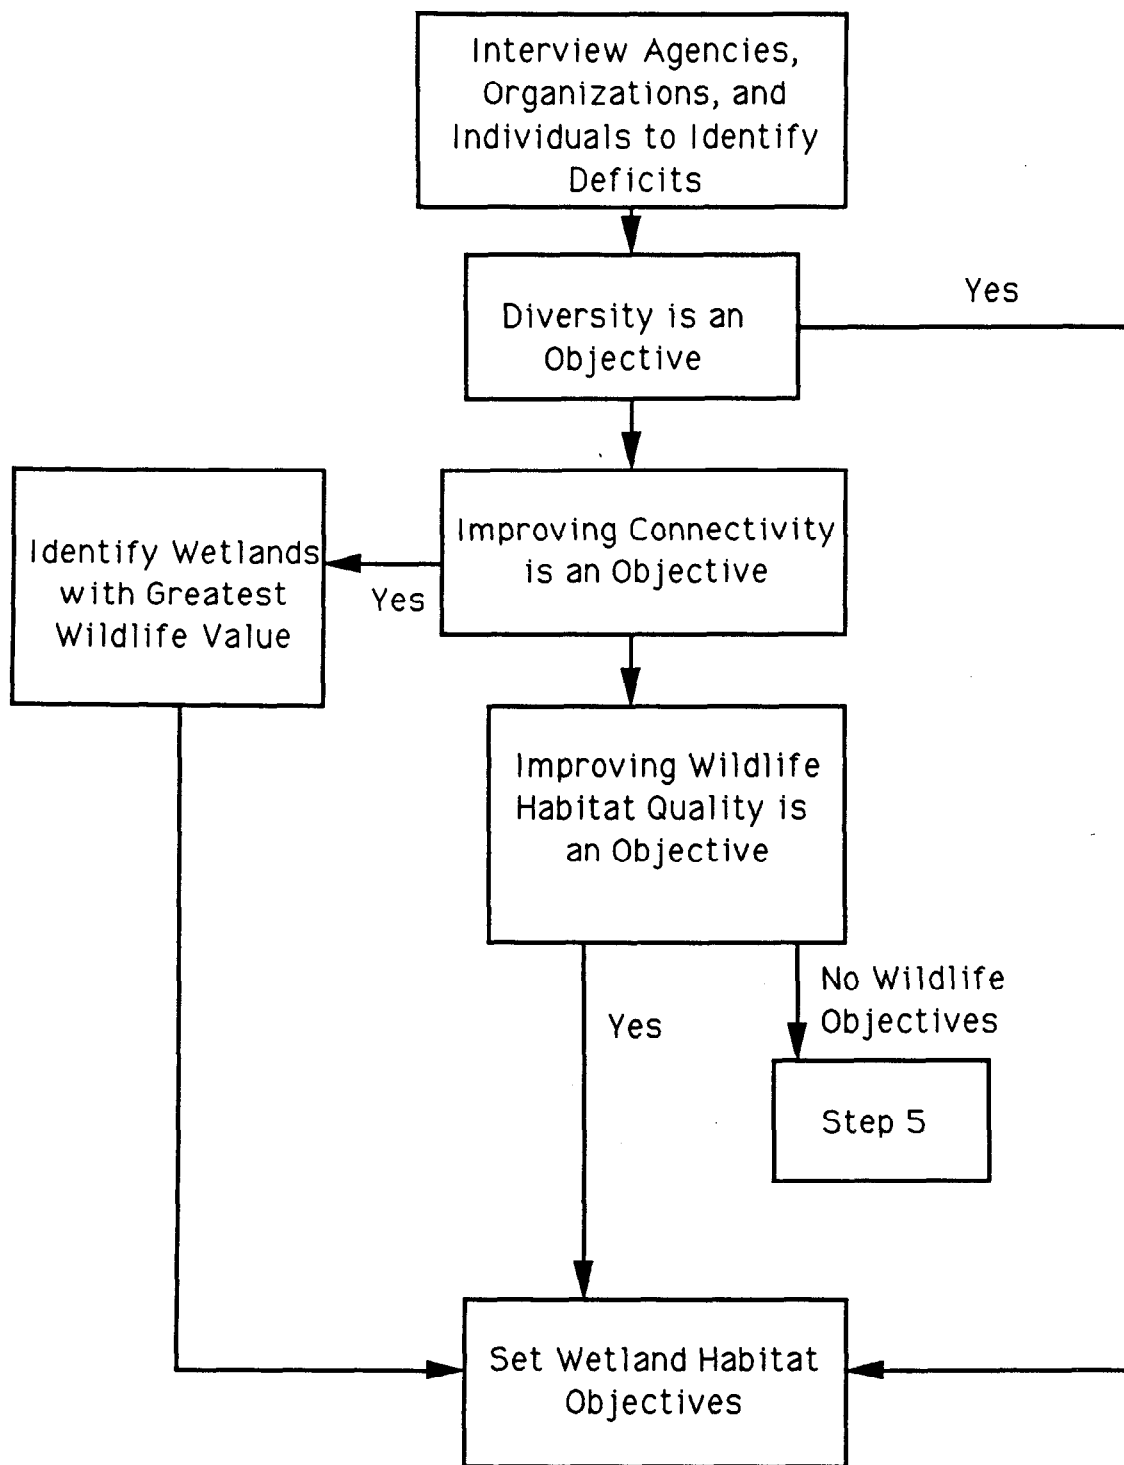 Interview Agencies,
Organizations, and
Individuals to Identify
Deficits
Yes
Diversity is an
Objective
Improving Connectivity
is an Objective
Identify Wetlands
with Greatest
Wildlife Value
Yes
Improving Wildlife
Habitat Quality is
an Objective
No Wildlife
Objectives
Yes
Step 5
Set Wetland Habitat
Objectives